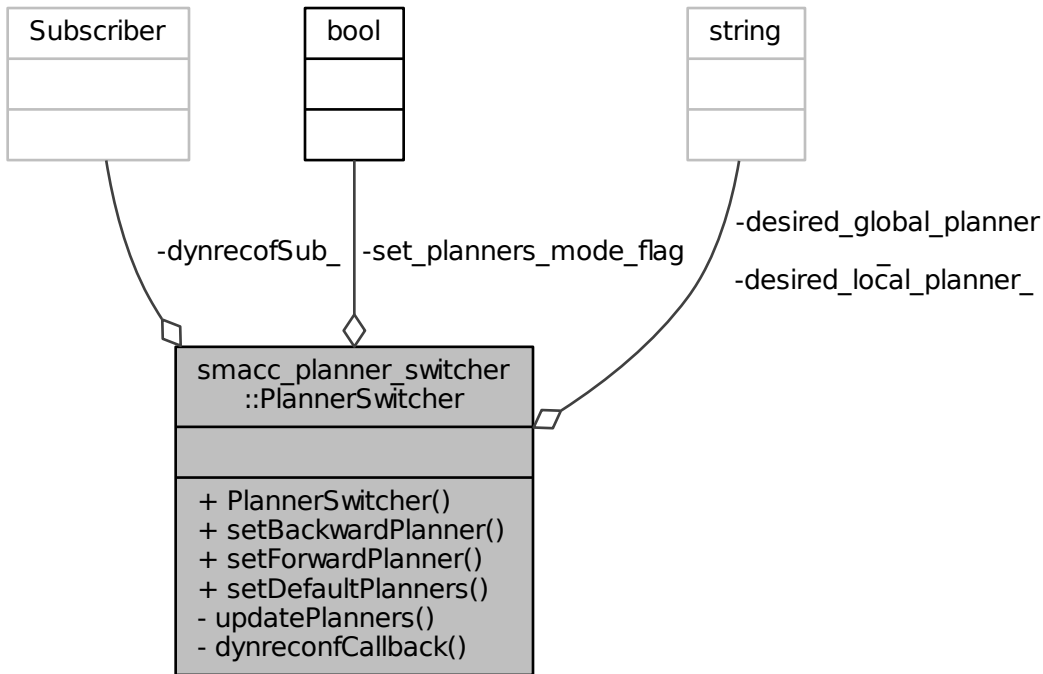 Subscriber
bool
string
-dynrecofSub_
-set_planners_mode_flag
-desired_global_planner
_
-desired_local_planner_
smacc_planner_switcher
::PlannerSwitcher
+ PlannerSwitcher()
+ setBackwardPlanner()
+ setForwardPlanner()
+ setDefaultPlanners()
- updatePlanners()
- dynreconfCallback()